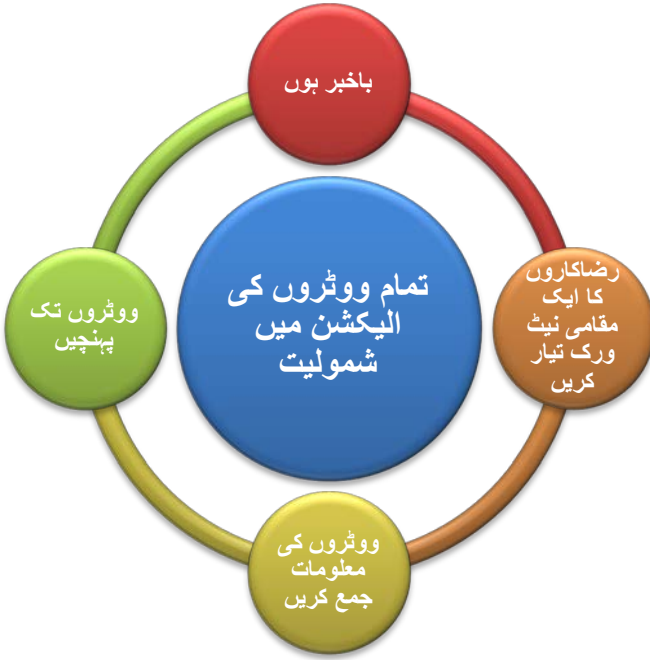 باخبر ہوں
تمام ووٹروں کی
الیکشن میں
شمولیت
رضاکاروں
کا ایک
مقامی نیٹ
ورک تیار
کریں
ووٹروں کی
معلومات
جمع کریں
ووٹروں تک
پہنچیں